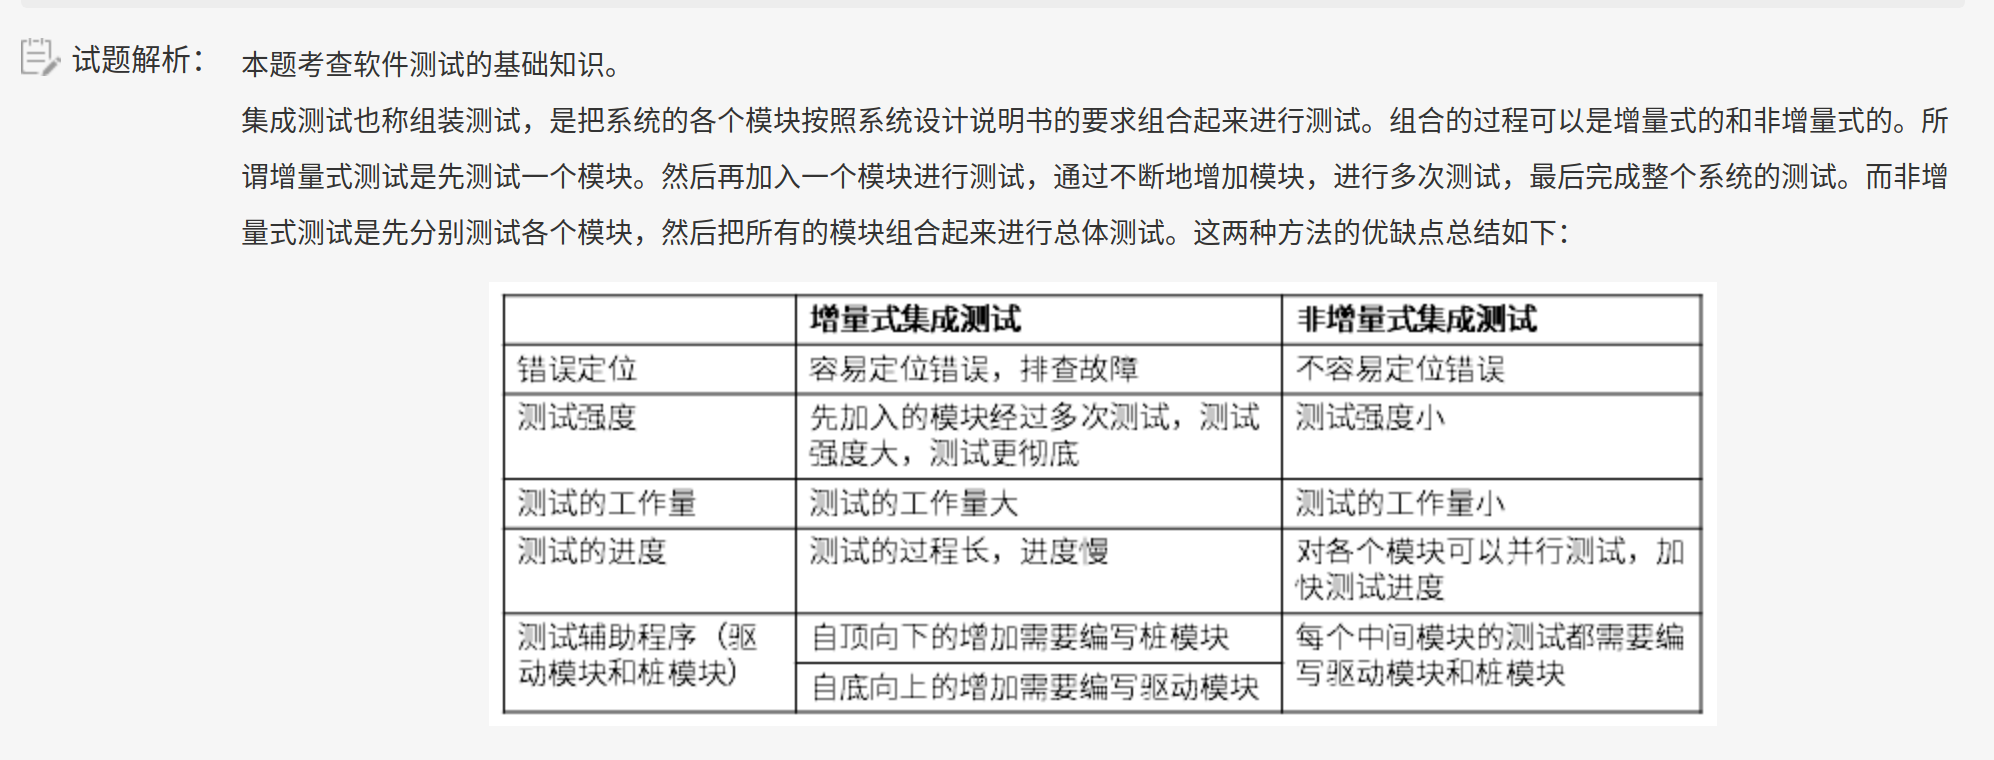 试题解析：
本题考查软件测试的基础知识。
集成测试也称组装测试，是把系统的各个模块按照系统设计说明书的要求组合起来进行测试。组合的过程可以是增量式的和非增量式的。所
谓增量式测试是先测试一个模块。然后再加入一个模块进行测试，通过不断地增加模块，进行多次测试，最后完成整个系统的测试。而非增
量式测试是先分别测试各个模块，然后把所有的模块组合起来进行总体测试。这两种方法的优缺点总结如下：
增量式集成测试
非增量式集成测试
错误定位
容易定位错误，排查故障
不容易定位错误
测试强度
先加入的模块经过多次测试，测试
强度大，测试更彻底
测试强度小
测试的工作量
测试的工作量大
测试的工作量小
测试的进度
测试的过程长，进度慢
对各个模块可以并行测试，加
快测试进度
测试辅助程序（驱
动模块和桩模块）
自顶向下的增加需要编写桩模块
自底向上的增加需要编写驱动模块
每个中间模块的测试都需要编
写驱动模块和桩模块